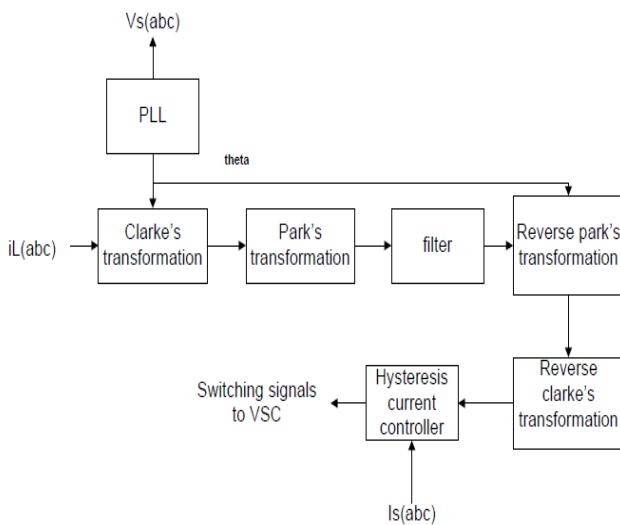 Vs(abc)
PLL
theta
iL(abc)
Clarke's
transformation
Park's
transformation
filter
Reverse park's
transformation
Switching signals
to VSC
Hysteresis
current
controller
Reverse
clarke's
transformation
Is(abc)